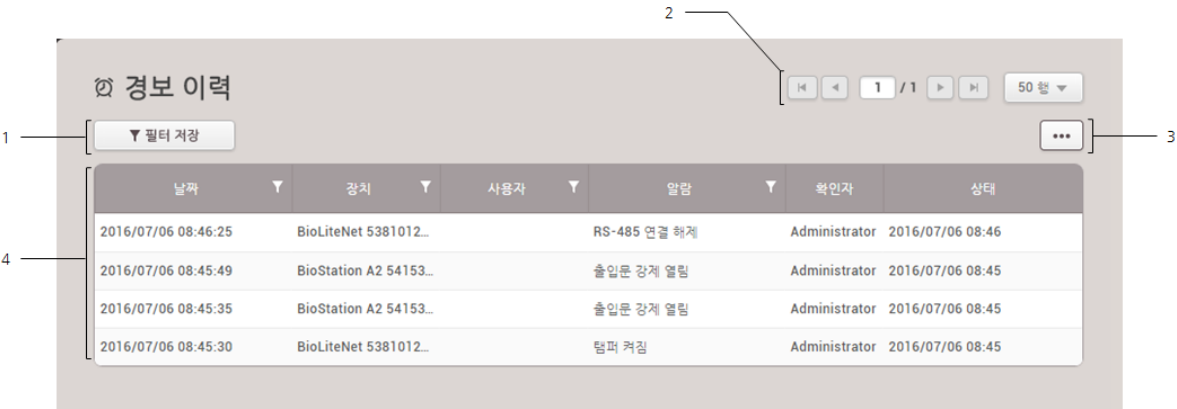 2
경보 이력
1 / 1
50 행
1
필터 저장
3
날짜 장치 사용자 알람 확인자 상태
2016/07/06 08:46:25 BioLiteNet 5381012... RS-485 연결 해제 Administrator 2016/07/06 08:46
4
2016/07/06 08:45:49 BioStation A2 54153... 출입문 강제 열림 Administrator 2016/07/06 08:45
2016/07/06 08:45:35 BioStation A2 54153... 출입문 강제 열림 Administrator 2016/07/06 08:45
2016/07/06 08:45:30 BioLiteNet 5381012... 탬퍼 켜짐 Administrator 2016/07/06 08:45